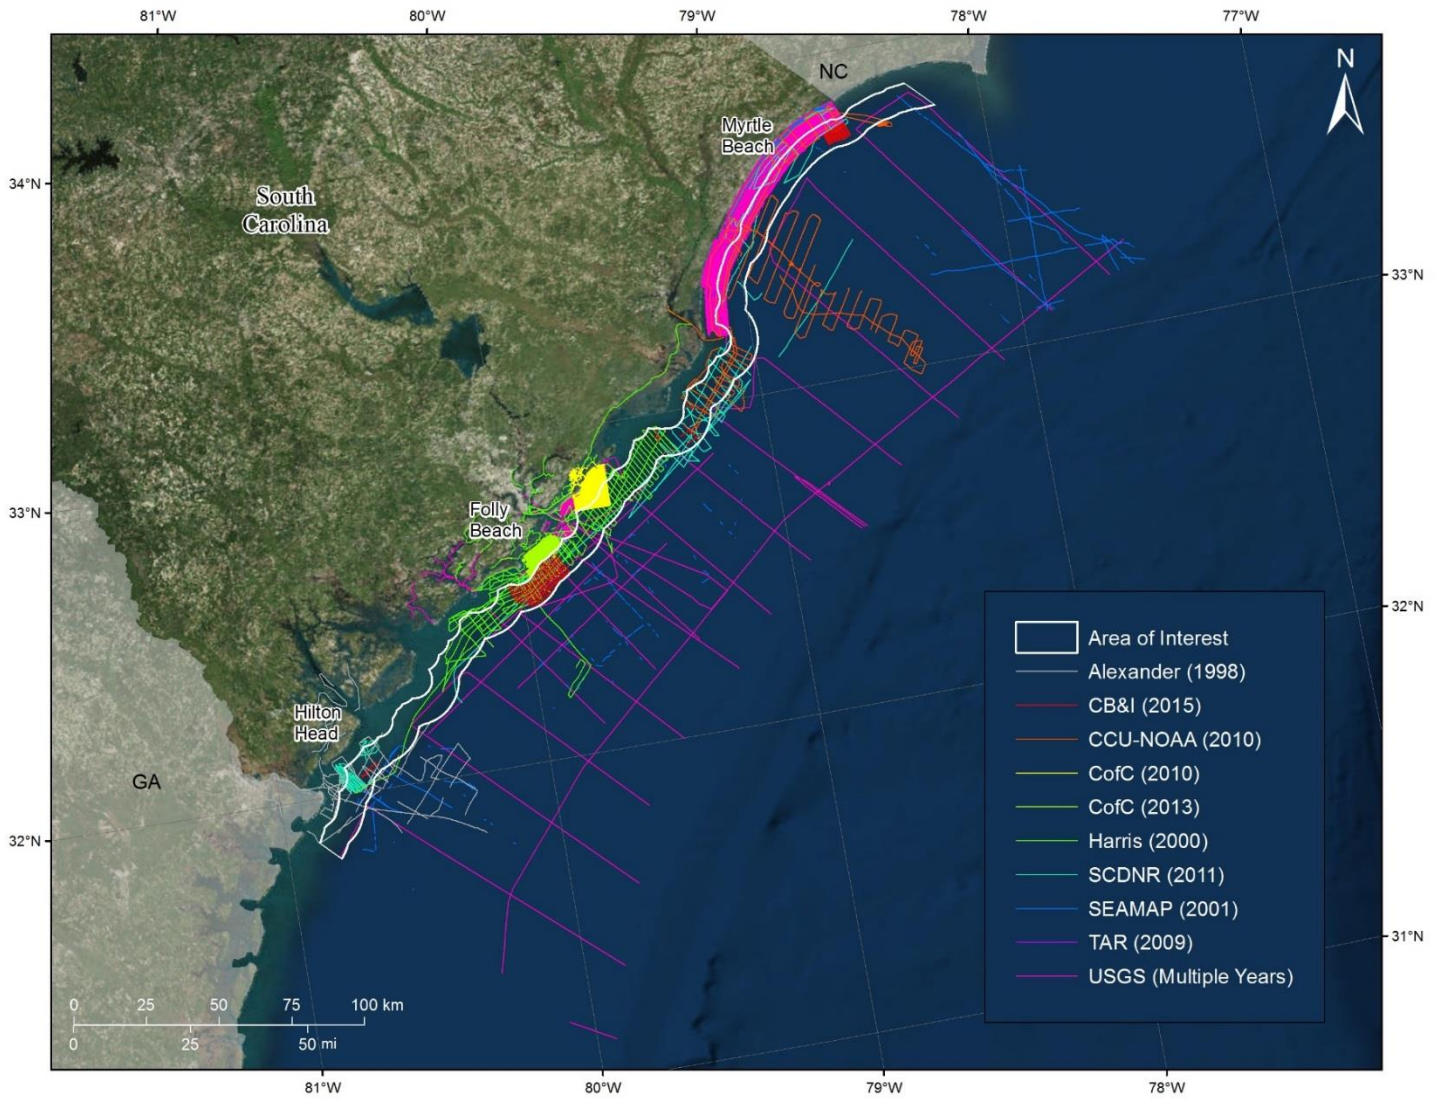 81°W 80°W 79°W 78°W 77°W
NC
N
Myrtle
Beach
34°N
South
Carolina
33°N
33°N
Folly
Beach
32°N
Area of Interest
Alexander (1998)
CB&I (2015)
CCU-NOAA (2010)
CofC (2010)
CofC (2013)
Harris (2000)
SCDNR (2011)
SEAMAP (2001)
TAR (2009)
USGS (Multiple Years)
Hilton
Head
GA
32°N
31°N
0 25 50 75 100 km
0 25 50 mi
81°W 80°W 79°W 78°W